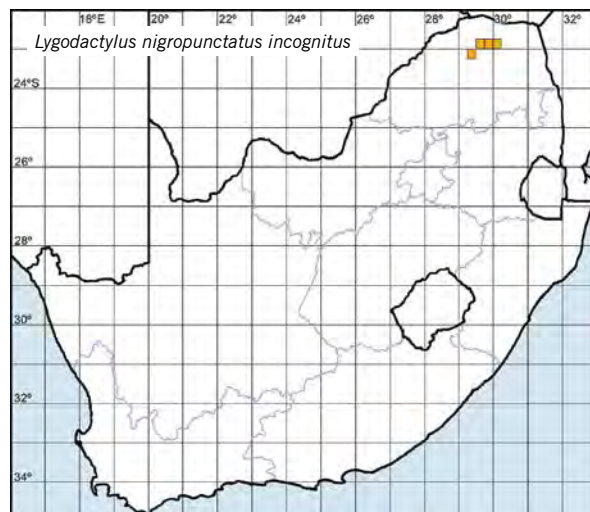 18°E 20° 22° 24° 26° 28° 30° 32°
Lygodactylus nigropunctatus incognitus
24°S
26°
28°
30°
32°
34°